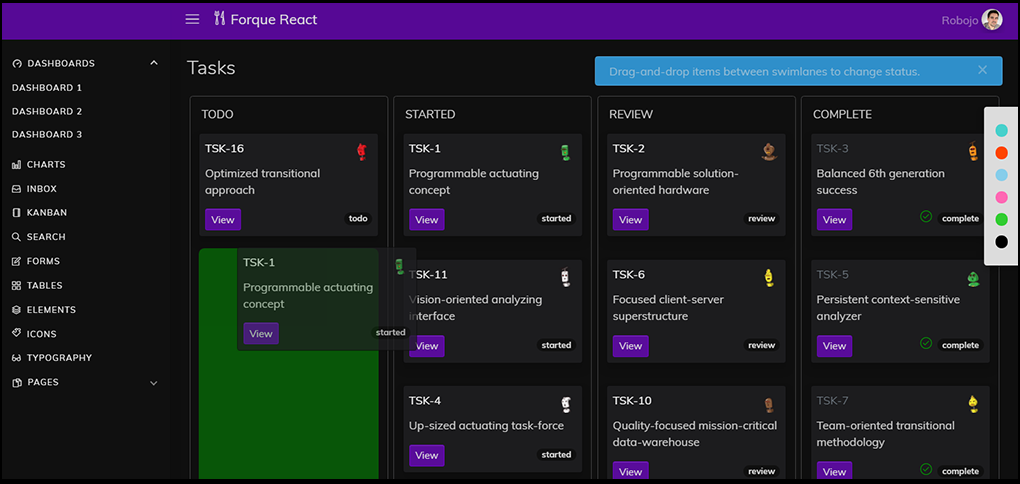 Forque React
Robojo
DASHBOARDS
DASHBOARD 1
DASHBOARD 2
DASHBOARD 3
CHARTS
INBOX
KANBAN
SEARCH
FORMS
TABLES
ELEMENTS
ICONS
TYPOGRAPHY
PAGES
Tasks
Drag-and-drop items between swimlanes to change status.
TODO
TSK-16
Optimized transitional
approach
View
todo
TSK-1
Programmable actuating
concept
View
started
STARTED
TSK-1
Programmable actuating
concept
View
started
TSK-11
Vision-oriented analyzing
interface
View
started
TSK-4
Up-sized actuating task-force
View
started
REVIEW
TSK-2
Programmable solution-
oriented hardware
View
review
TSK-6
Focused client-server
superstructure
View
review
TSK-10
Quality-focused mission-critical
data-warehouse
View
review
COMPLETE
TSK-3
Balanced 6th generation
success
View
complete
TSK-5
Persistent context-sensitive
analyzer
View
complete
TSK-7
Team-oriented transitional
methodology
View
complete